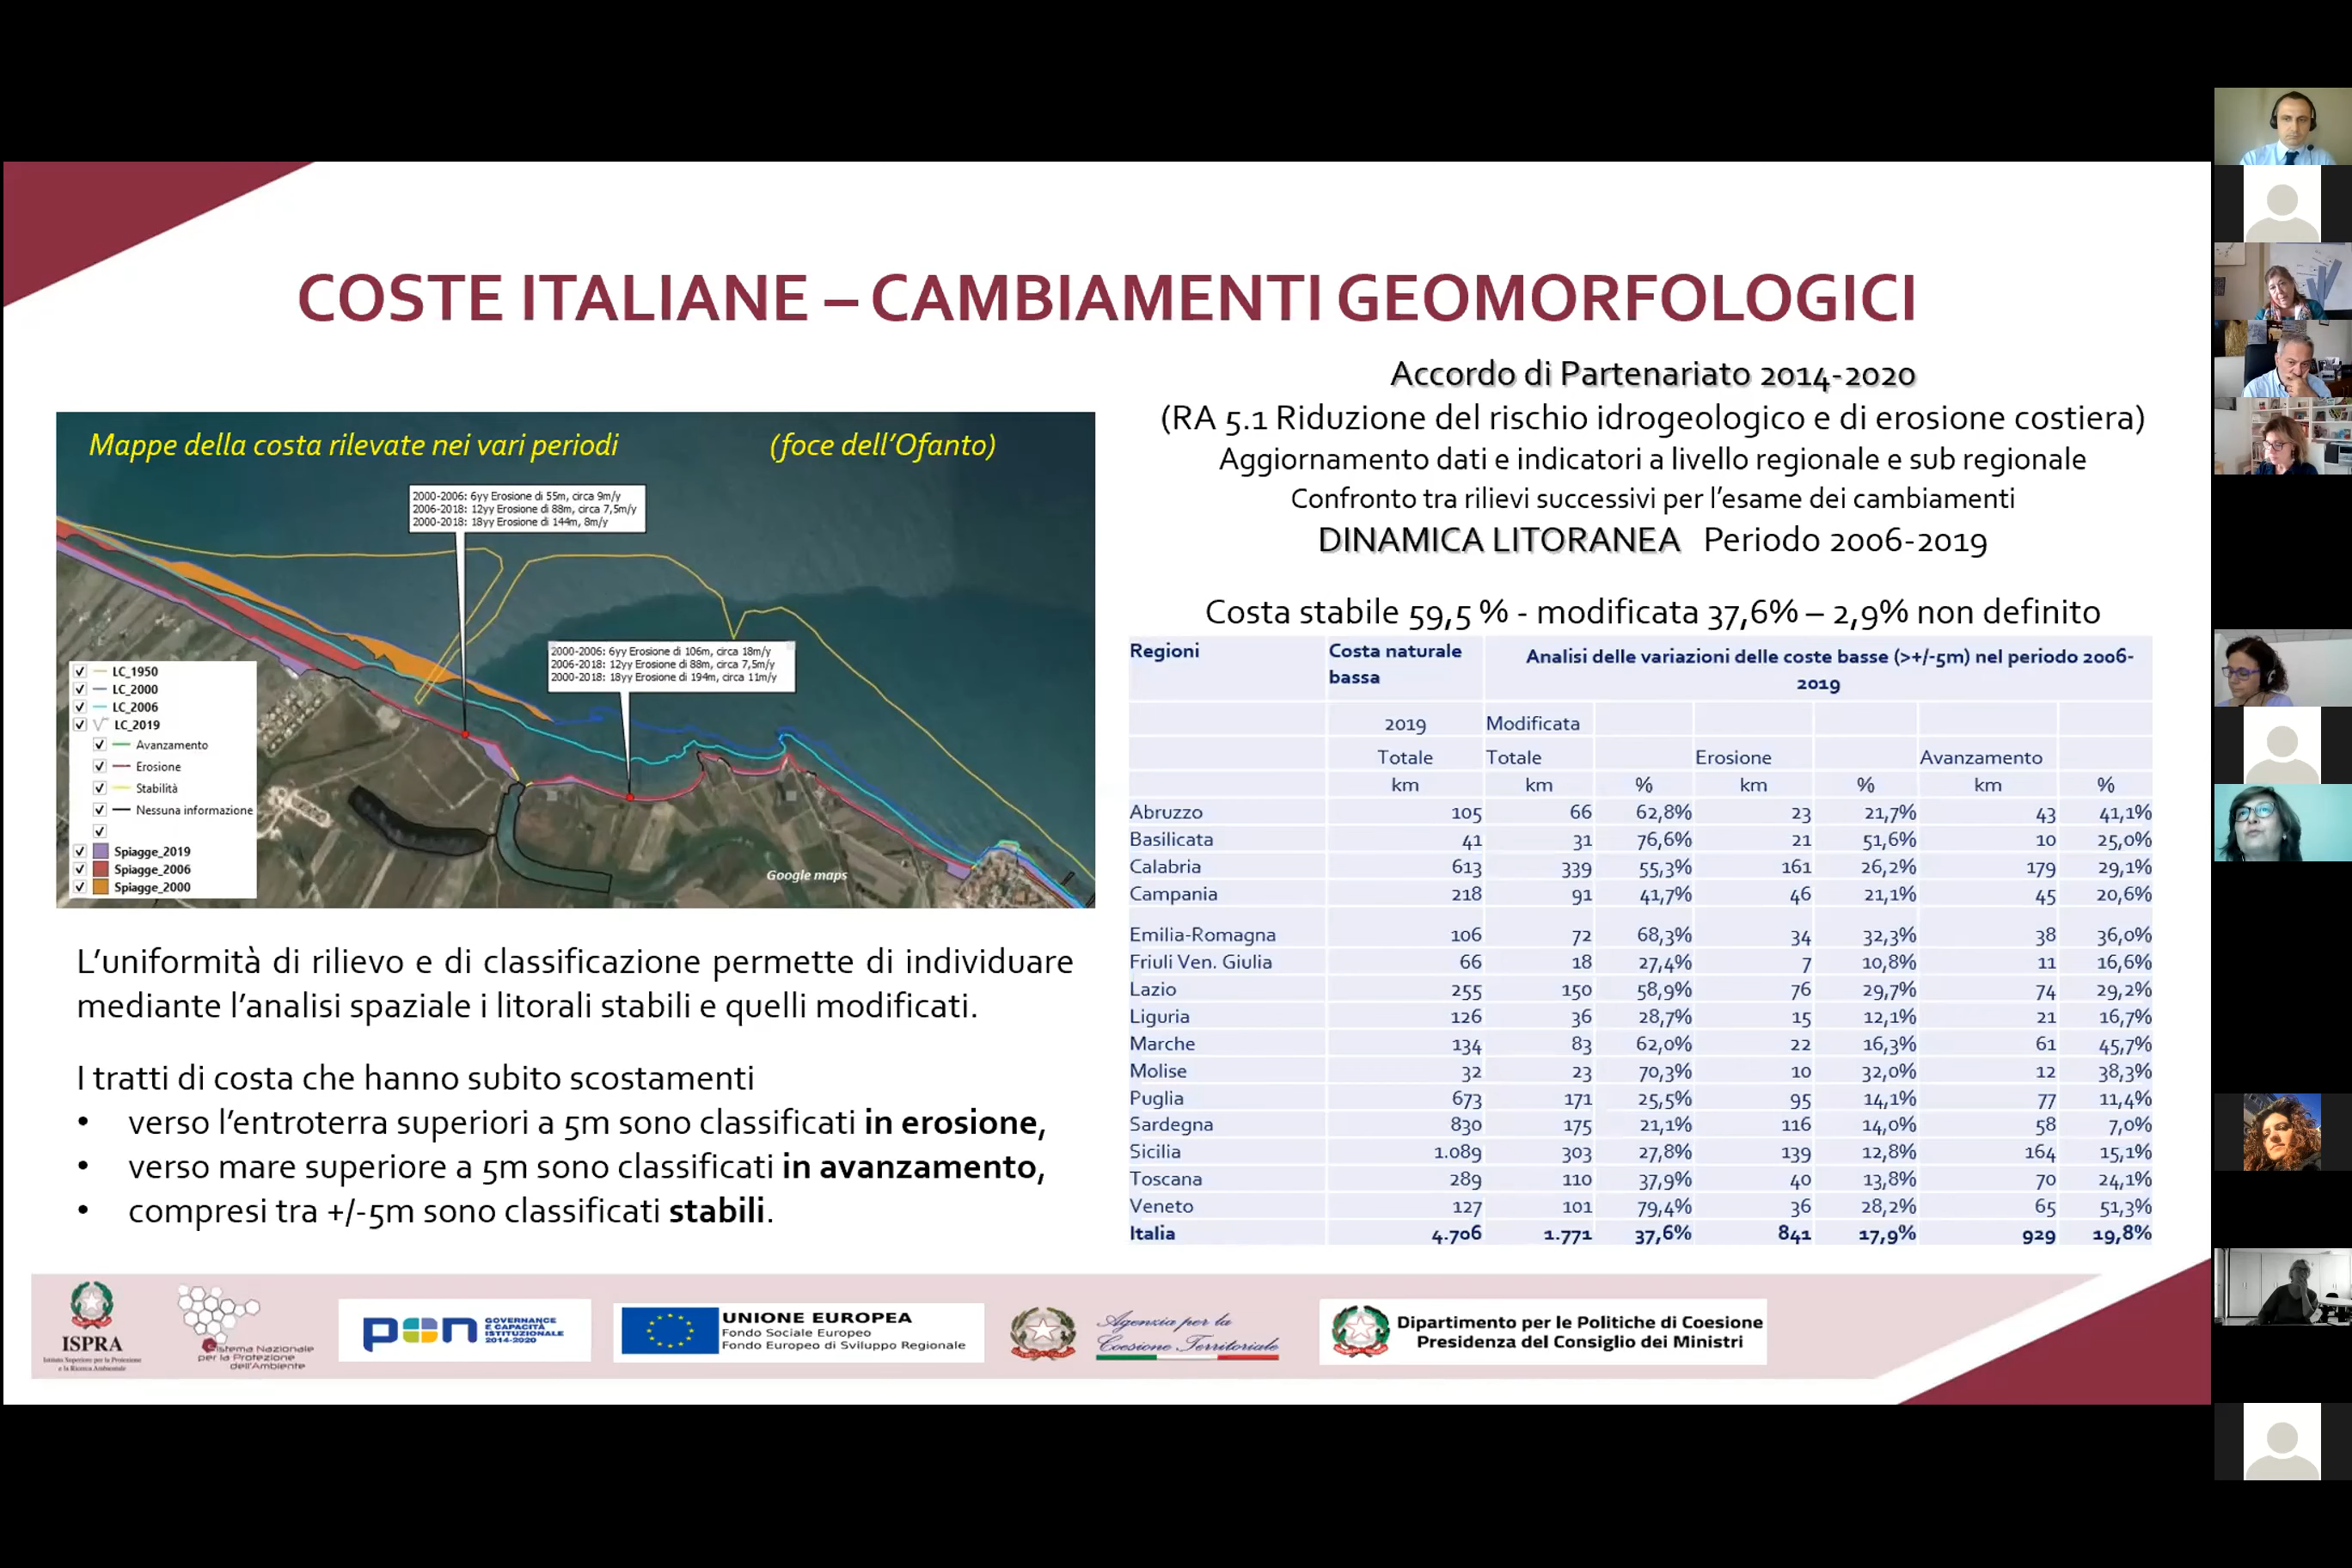 COSTE ITALIANE – CAMBIAMENTI GEOMORFOLOGICI
Mappe della costa rilevate nei vari periodi (foce dell'Ofanto)
2000-2006: 6yy Erosione di 55m, circa 9m/y
2006-2018: 12yy Erosione di 88m, circa 7,5m/y
2000-2018: 18yy Erosione di 144m, 8m/y
2000-2006: 6yy Erosione di 106m, circa 18m/y
2006-2018: 12yy Erosione di 88m, circa 7,5m/y
2000-2018: 18yy Erosione di 194m, circa 11m/y
LC_1950
LC_2000
LC_2006
LC_2019
Avanzamento
Erosione
Stabilità
Nessuna informazione
Spiagge_2019
Spiagge_2006
Spiagge_2000
Google maps
L'uniformità di rilievo e di classificazione permette di individuare
mediante l'analisi spaziale i litorali stabili e quelli modificati.
I tratti di costa che hanno subito scostamenti
• verso l'entroterra superiori a 5m sono classificati in erosione,
• verso mare superiore a 5m sono classificati in avanzamento,
• compresi tra +/-5m sono classificati stabili.
Accordo di Partenariato 2014-2020
(RA 5.1 Riduzione del rischio idrogeologico e di erosione costiera)
Aggiornamento dati e indicatori a livello regionale e sub regionale
Confronto tra rilievi successivi per l'esame dei cambiamenti
DINAMICA LITORANEA Periodo 2006-2019
Costa stabile 59,5 % - modificata 37,6% – 2,9% non definito
Regioni Costa naturale bassa Analisi delle variazioni delle coste basse (>+/-5m) nel periodo 2006-2019
2019 Modificata
Totale Totale Erosione Avanzamento
km km % km % km %
Abruzzo 105 66 62,8% 23 21,7% 43 41,1%
Basilicata 41 31 76,6% 21 51,6% 10 25,0%
Calabria 613 339 55,3% 161 26,2% 179 29,1%
Campania 218 91 41,7% 46 21,1% 45 20,6%
Emilia-Romagna 106 72 68,3% 34 32,3% 38 36,0%
Friuli Ven. Giulia 66 18 27,4% 7 10,8% 11 16,6%
Lazio 255 150 58,9% 76 29,7% 74 29,2%
Liguria 126 36 28,7% 15 12,1% 21 16,7%
Marche 134 83 62,0% 22 16,3% 61 45,7%
Molise 32 23 70,3% 10 32,0% 12 38,3%
Puglia 673 171 25,5% 95 14,1% 77 11,4%
Sardegna 830 175 21,1% 116 14,0% 58 7,0%
Sicilia 1.089 303 27,8% 139 12,8% 164 15,1%
Toscana 289 110 37,9% 40 13,8% 70 24,1%
Veneto 127 101 79,4% 36 28,2% 65 51,3%
Italia 4.706 1.771 37,6% 841 17,9% 929 19,8%
ISPRA
Istituto Superiore per la Protezione
e la Ricerca Ambientale
Sistema Nazionale
per la Protezione
dell'Ambiente
pon
GOVERNANCE
E CAPACITÀ
ISTITUZIONALE
2014-2020
UNIONE EUROPEA
Fondo Sociale Europeo
Fondo Europeo di Sviluppo Regionale
Agenzia per la
Coesione Territoriale
Dipartimento per le Politiche di Coesione
Presidenza del Consiglio dei Ministri